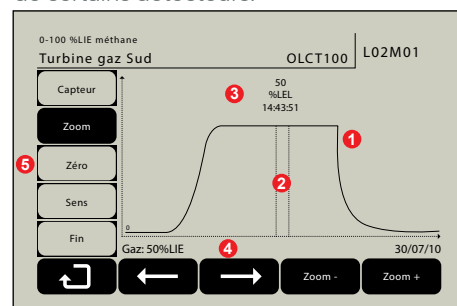 de certains détecteurs.
0-100 %LIE méthane
Turbine gaz Sud
OLCT100
L02M01
50
%LEL
14:43:51
Capteur
Zoom
Zéro
Sens
Fin
3
1
5
2
4
0
Gaz: 50%LIE
30/07/10
Zoom -
Zoom +